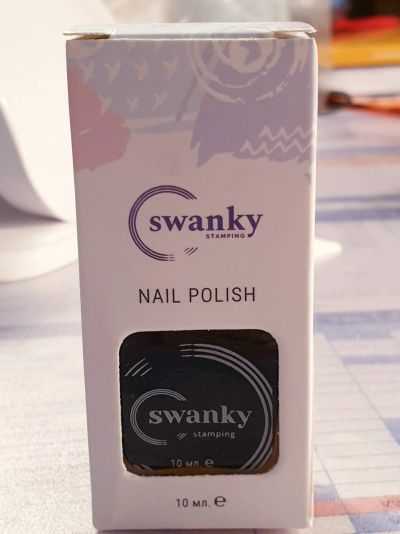 swanky
STAMPING
NAIL POLISH
swanky
stamping
10 мл. ℮
10 мл. ℮